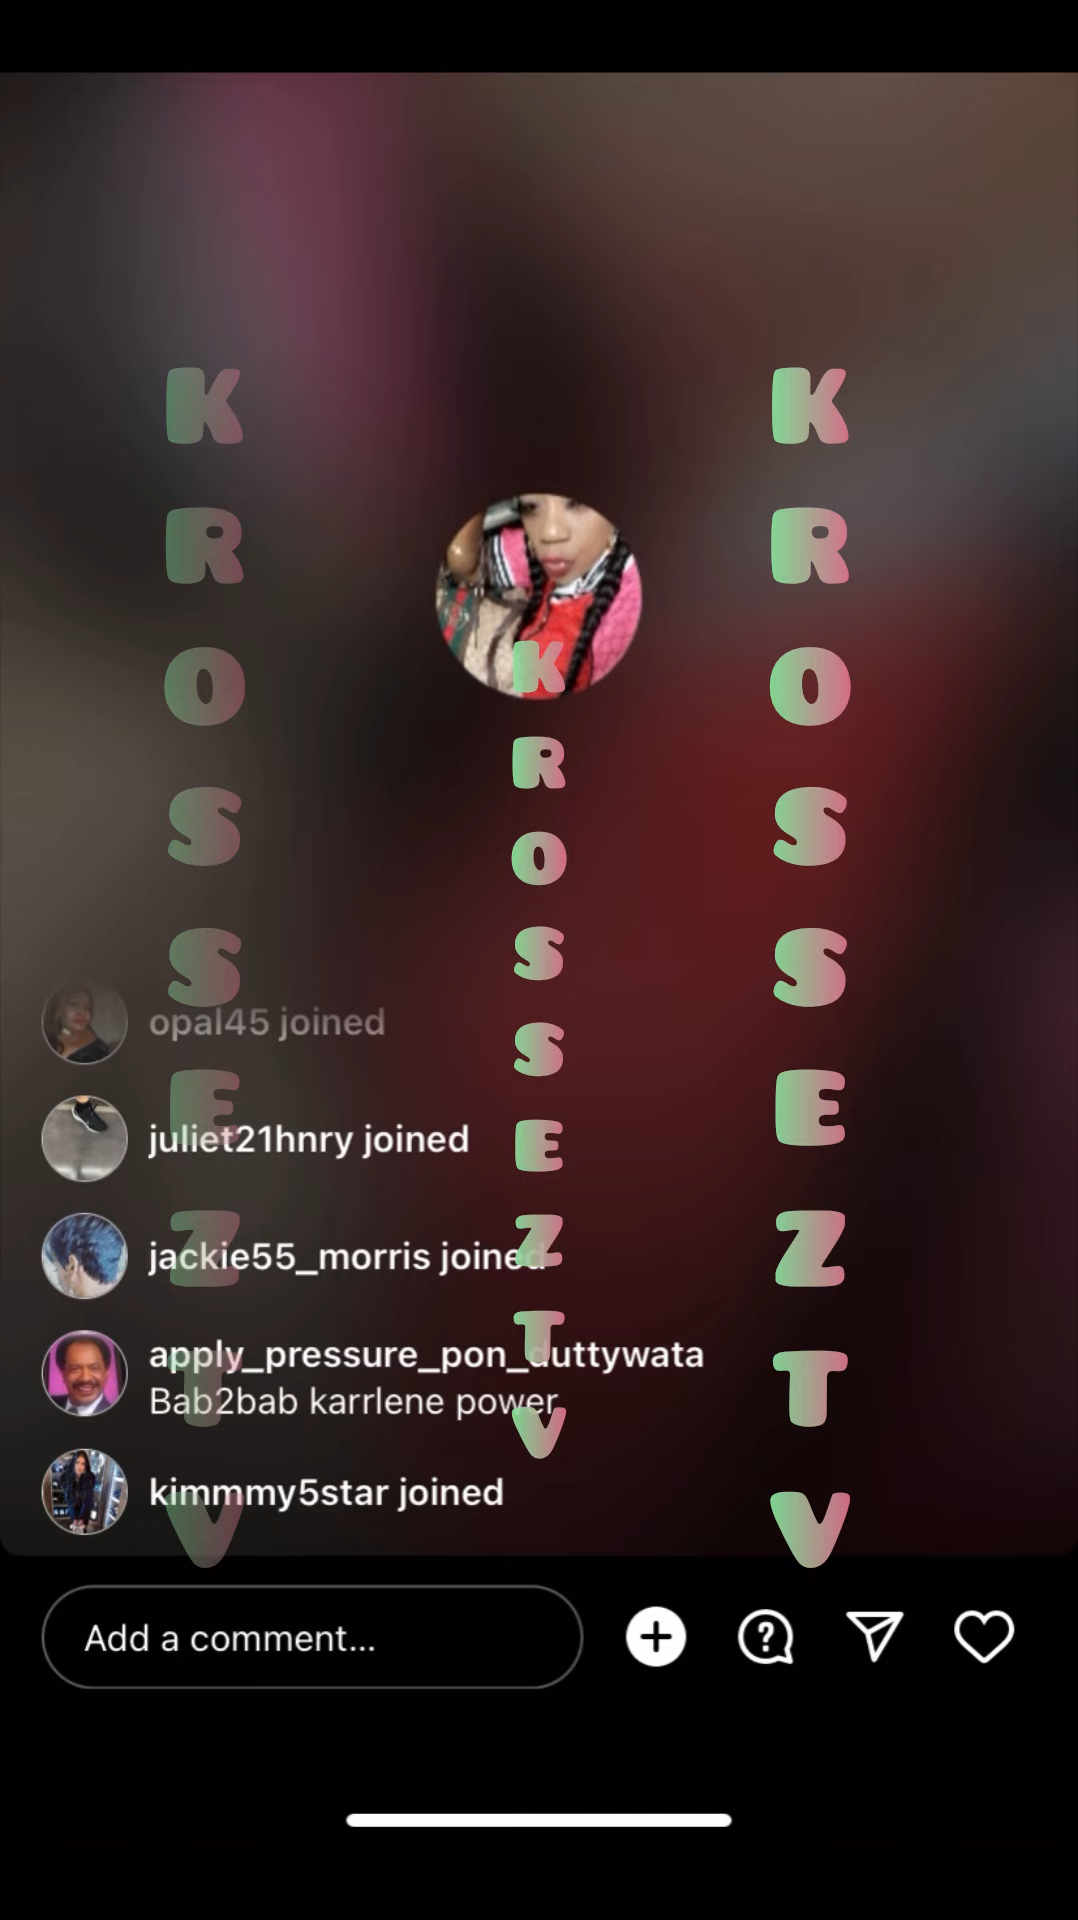 KROSSEZTV
KROSSEZTV
KROSSEZTV
opal45 joined
juliet21hnry joined
jackie55_morris joined
apply_pressure_pon_duttywata
Bab2bab karrlene power
kimmmy5star joined
Add a comment...